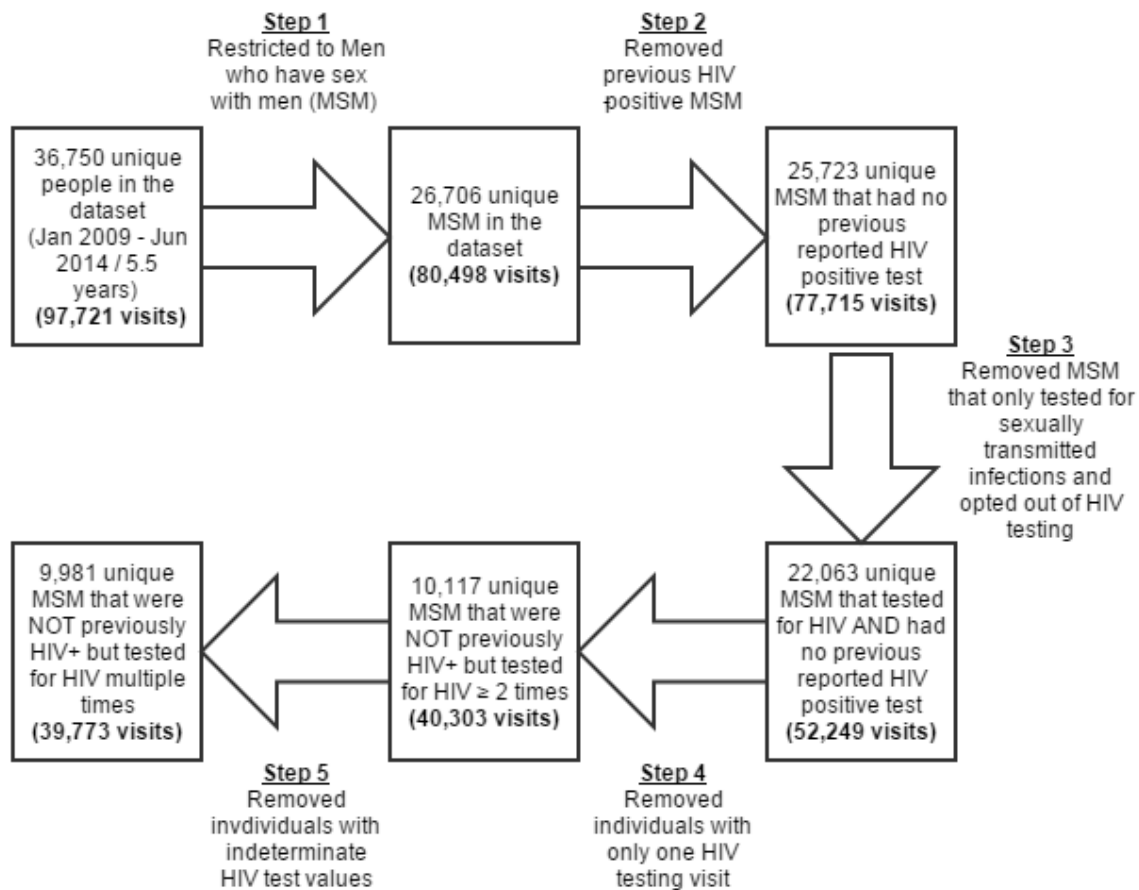 Step 1
Restricted to Men
who have sex
with men (MSM)
Step 2
Removed
previous HIV
positive MSM
36,750 unique
people in the
dataset
(Jan 2009 - Jun
2014 / 5.5
years)
(97,721 visits)
26,706 unique
MSM in the
dataset
(80,498 visits)
25,723 unique
MSM that had no
previous
reported HIV
positive test
(77,715 visits)
Step 3
Removed MSM
that only tested for
sexually
transmitted
infections and
opted out of HIV
testing
22,063 unique
MSM that tested
for HIV AND had
no previous
reported HIV
positive test
(52,249 visits)
Step 4
Removed
individuals with
only one HIV
testing visit
10,117 unique
MSM that were
NOT previously
HIV+ but tested
for HIV ≥ 2 times
(40,303 visits)
Step 5
Removed
invdividuals with
indeterminate
HIV test values
9,981 unique
MSM that were
NOT previously
HIV+ but tested
for HIV multiple
times
(39,773 visits)